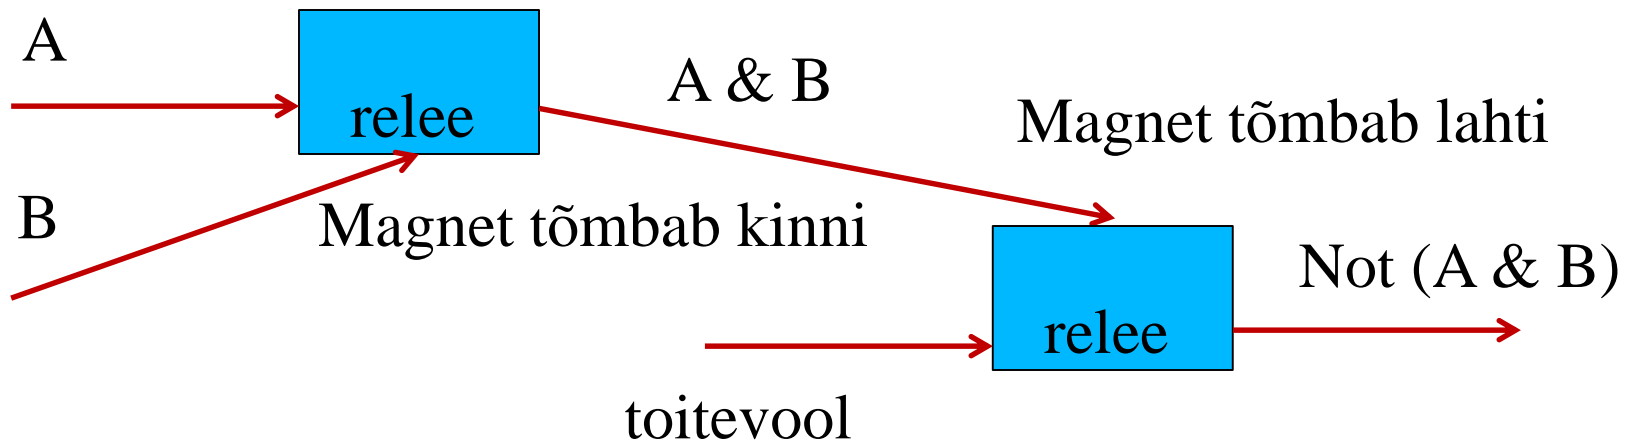 A
relee
A & B
Magnet tõmbab lahti
B
Magnet tõmbab kinni
Not (A & B)
relee
toitevool